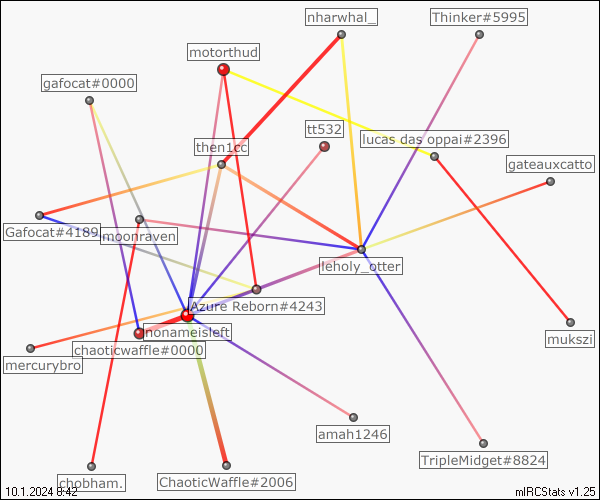 nharwhal_
Thinker#5995
motorthud
gafocat#0000
tt532
lucas das oppai#2396
then1cc
gateauxcatto
Gafocat#4189
moonraven
leholy_otter
Azure Reborn#4243
nonameisleft
chaoticwaffle#0000
mukszi
mercurybro
amah1246
TripleMidget#8824
chobham.
ChaoticWaffle#2006
10.1.2024 8:42
mIRCStats v1.25